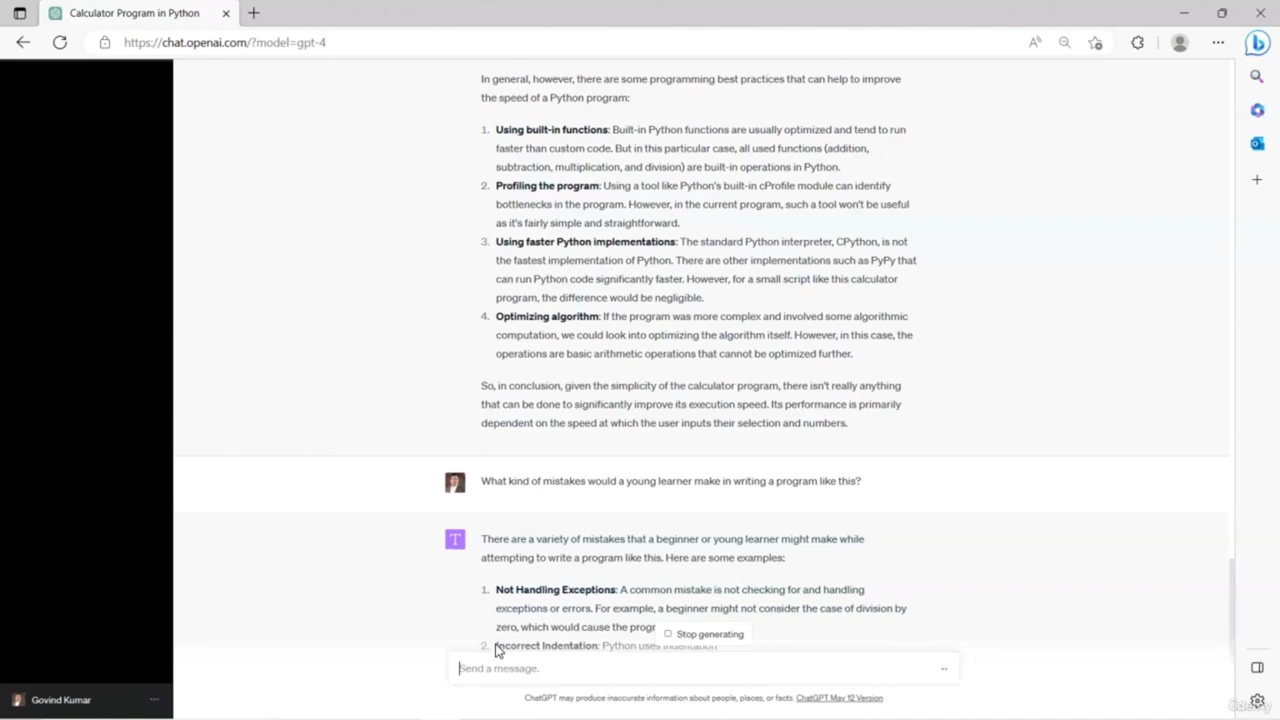 Calculator Program in Python
https://chat.openai.com/?model=gpt-4
In general, however, there are some programming best practices that can help to improve
the speed of a Python program:
1. Using built-in functions: Built-in Python functions are usually optimized and tend to run
faster than custom code. But in this particular case, all used functions (addition,
subtraction, multiplication, and division) are built-in operations in Python.
2. Profiling the program: Using a tool like Python's built-in cProfile module can identify
bottlenecks in the program. However, in the current program, such a tool won't be useful
as it's fairly simple and straightforward.
3. Using faster Python implementations: The standard Python interpreter, CPython, is not
the fastest implementation of Python. There are other implementations such as PyPy that
can run Python code significantly faster. However, for a small script like this calculator
program, the difference would be negligible.
4. Optimizing algorithm: If the program was more complex and involved some algorithmic
computation, we could look into optimizing the algorithm itself. However, in this case, the
operations are basic arithmetic operations that cannot be optimized further.
So, in conclusion, given the simplicity of the calculator program, there isn't really anything
that can be done to significantly improve its execution speed. Its performance is primarily
dependent on the speed at which the user inputs their selection and numbers.
What kind of mistakes would a young learner make in writing a program like this?
T
There are a variety of mistakes that a beginner or young learner might make while
attempting to write a program like this. Here are some examples:
1. Not Handling Exceptions: A common mistake is not checking for and handling
exceptions or errors. For example, a beginner might not consider the case of division by
zero, which would cause the progr
Stop generating
2. Incorrect Indentation: Python uses indentation
Send a message.
ChatGPT may produce inaccurate information about people, places, or facts. ChatGPT May 12 Version
Govind Kumar
Udemy